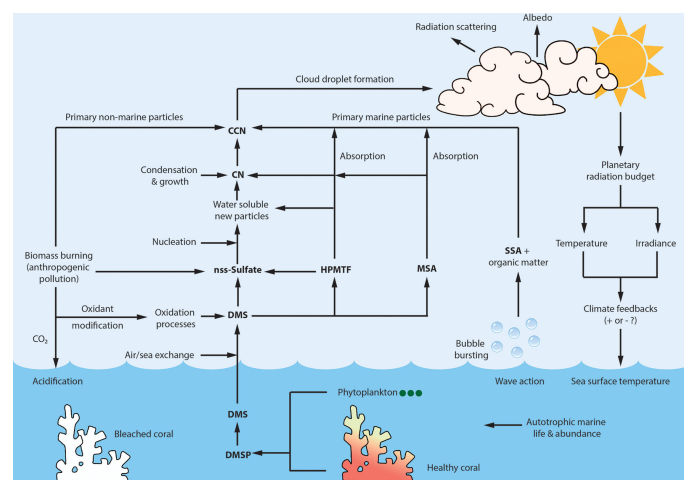 Albedo
Radiation scattering
Cloud droplet formation
Primary non-marine particles
Primary marine particles
CCN
Absorption
Absorption
Condensation
& growth
CN
Planetary
radiation budget
Water soluble
new particles
Nucleation
Temperature
Irradiance
Biomass burning
(anthropogenic
pollution)
nss-Sulfate
HPMTF
MSA
SSA +
organic matter
Oxidant
modification
Oxidation
processes
DMS
Climate feedbacks
(+ or - ?)
CO₂
Air/sea exchange
Bubble
bursting
Acidification
Wave action
Sea surface temperature
Phytoplankton
DMS
Bleached coral
Autotrophic marine
life & abundance
DMSP
Healthy coral